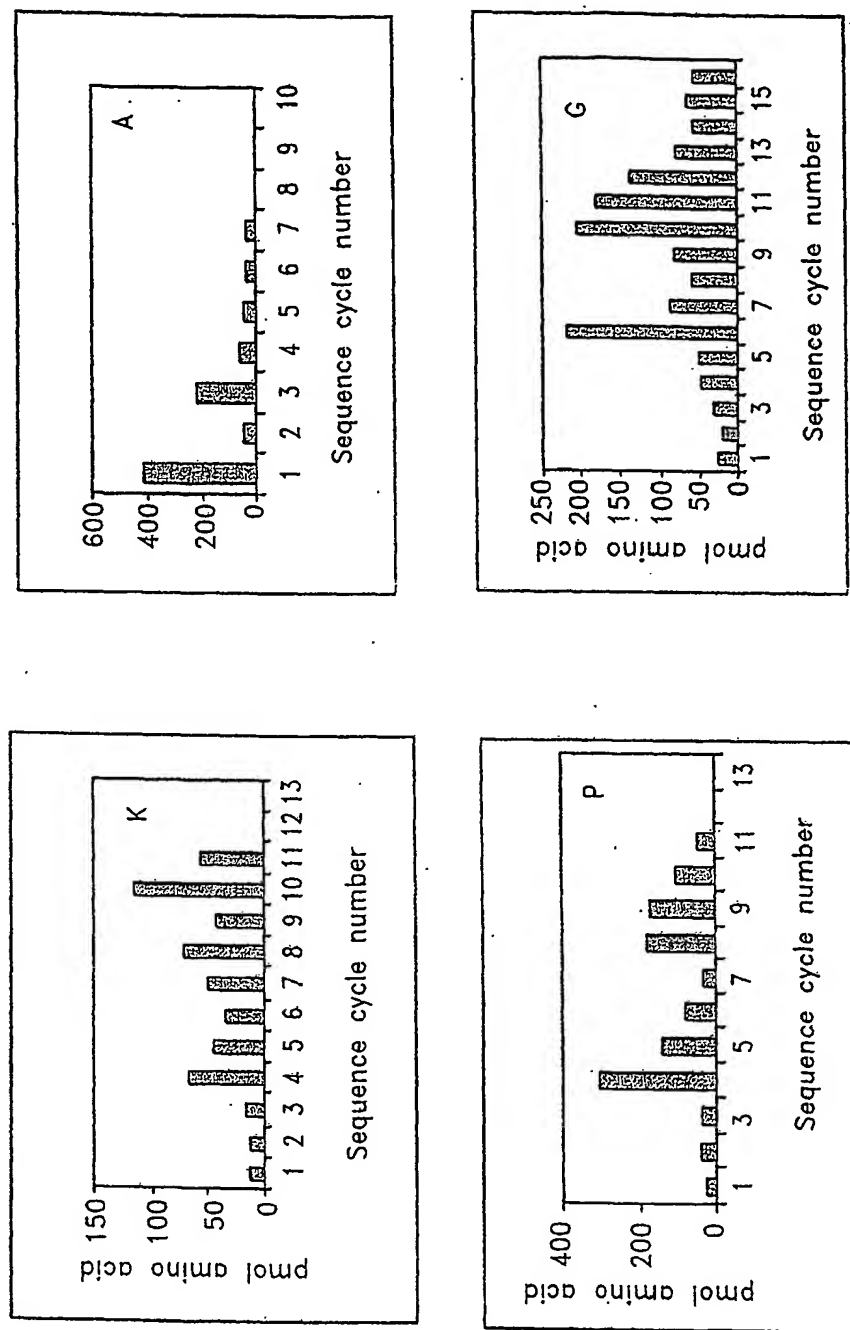 K
150
100
50
0
pmol amino acid
1 2 3 4 5 6 7 8 9 10 11 12 13
Sequence cycle number
A
600
400
200
0
1 2 3 4 5 6 7 8 9 10
Sequence cycle number
P
400
200
0
pmol amino acid
1 3 5 7 9 11 13
Sequence cycle number
G
250
200
150
100
50
0
pmol amino acid
1 3 5 7 9 11 13 15
Sequence cycle number